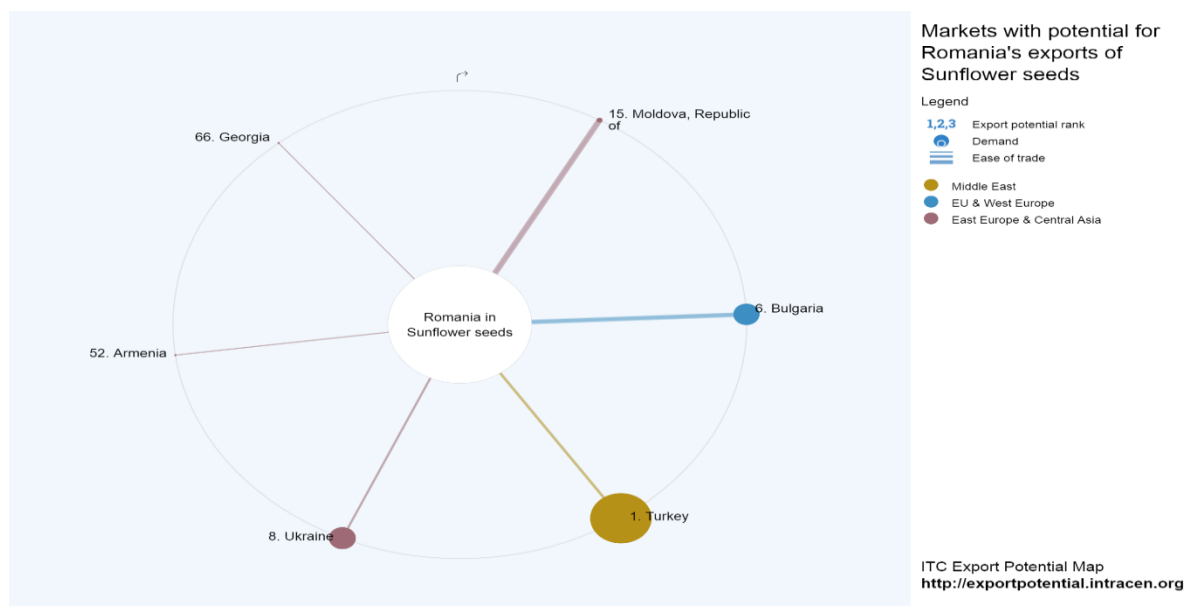 Markets with potential for
Romania's exports of
Sunflower seeds
Legend
1,2,3 Export potential rank
Demand
Ease of trade
Middle East
EU & West Europe
East Europe & Central Asia
15. Moldova, Republic
of
66. Georgia
6. Bulgaria
Romania in
Sunflower seeds
52. Armenia
1. Turkey
8. Ukraine
ITC Export Potential Map
http://exportpotential.intracen.org